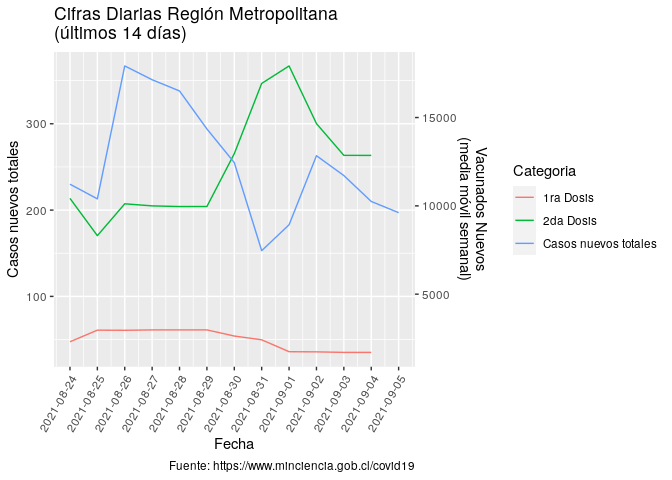 Cifras Diarias Región Metropolitana
(últimos 14 días)
Casos nuevos totales
300
200
100
15000
10000
5000
Vacunados Nuevos
(media móvil semanal)
2021-08-24
2021-08-25
2021-08-26
2021-08-27
2021-08-28
2021-08-29
2021-08-30
2021-08-31
2021-09-01
2021-09-02
2021-09-03
2021-09-04
2021-09-05
Fecha
Categoria
1ra Dosis
2da Dosis
Casos nuevos totales
Fuente: https://www.minciencia.gob.cl/covid19